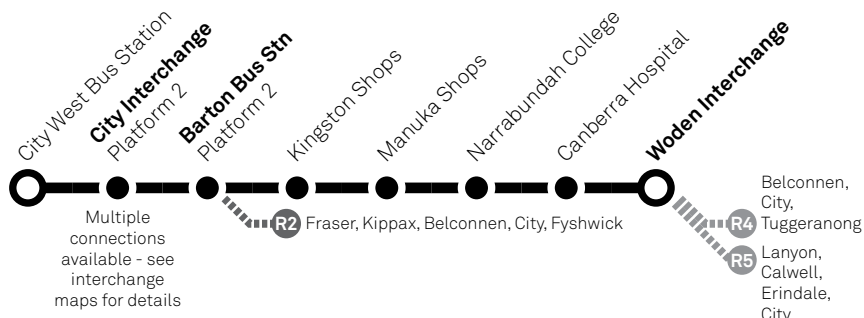 City West Bus Station
City Interchange
Platform 2
Barton Bus Stn
Platform 2
Kingston Shops
Manuka Shops
Narrabundah College
Canberra Hospital
Woden Interchange
Multiple
connections
available - see
interchange
maps for details
R2 Fraser, Kippax, Belconnen, City, Fyshwick
Belconnen,
City,
R4 Tuggeranong
R5 Lanyon,
Calwell,
Erindale,
City